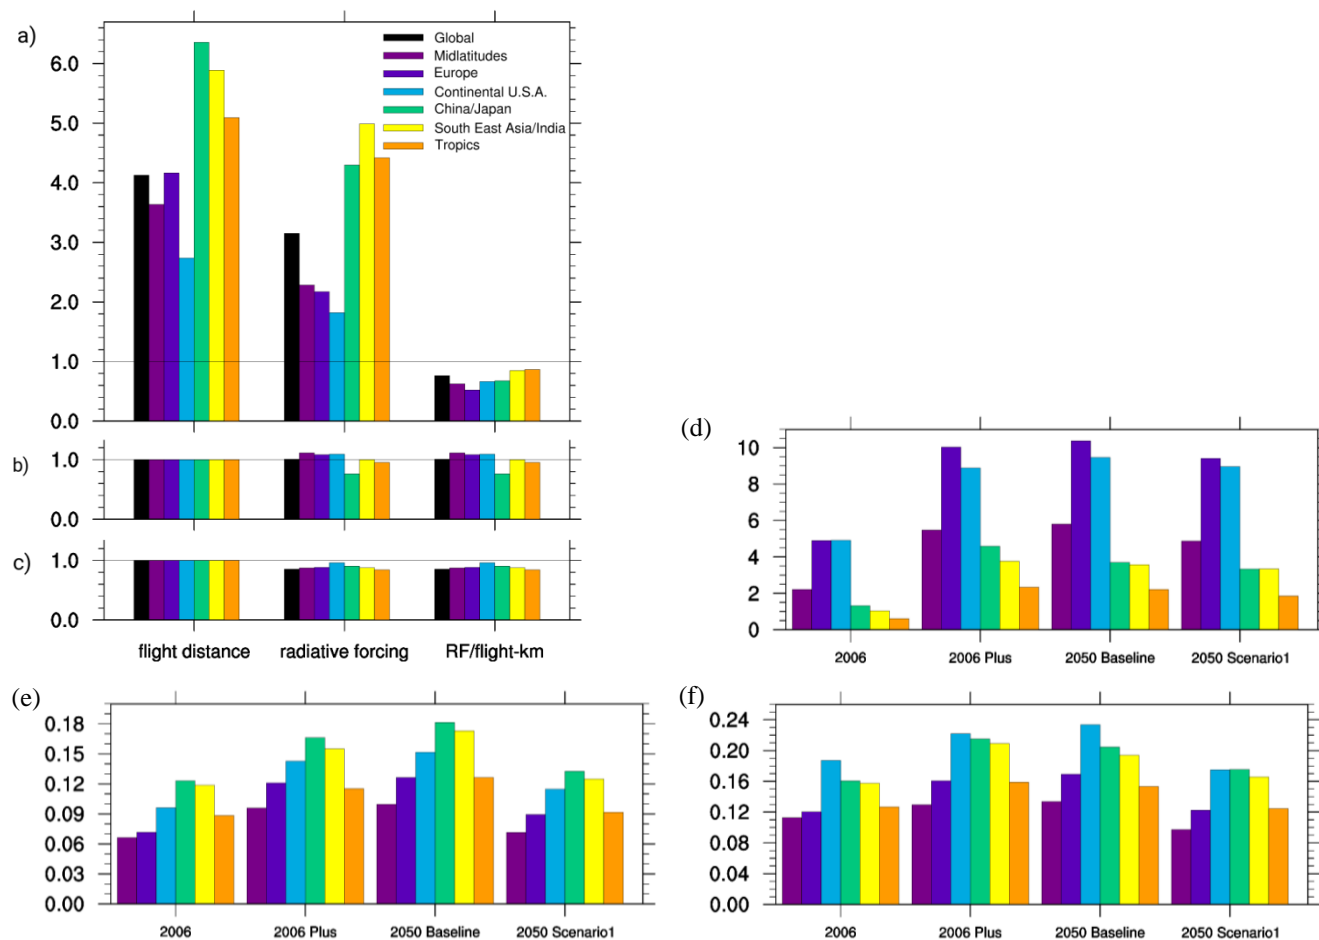 a)
6.0
5.0
4.0
3.0
2.0
1.0
0.0
Global
Midlatitudes
Europe
Continental U.S.A.
China/Japan
South East Asia/India
Tropics
b)
1.0
0.0
c)
1.0
0.0
flight distance radiative forcing RF/flight-km
(d)
10
8
6
4
2
0
2006 2006 Plus 2050 Baseline 2050 Scenario1
(e)
0.18
0.15
0.12
0.09
0.06
0.03
0.00
2006 2006 Plus 2050 Baseline 2050 Scenario1
(f)
0.24
0.20
0.16
0.12
0.08
0.04
0.00
2006 2006 Plus 2050 Baseline 2050 Scenario1